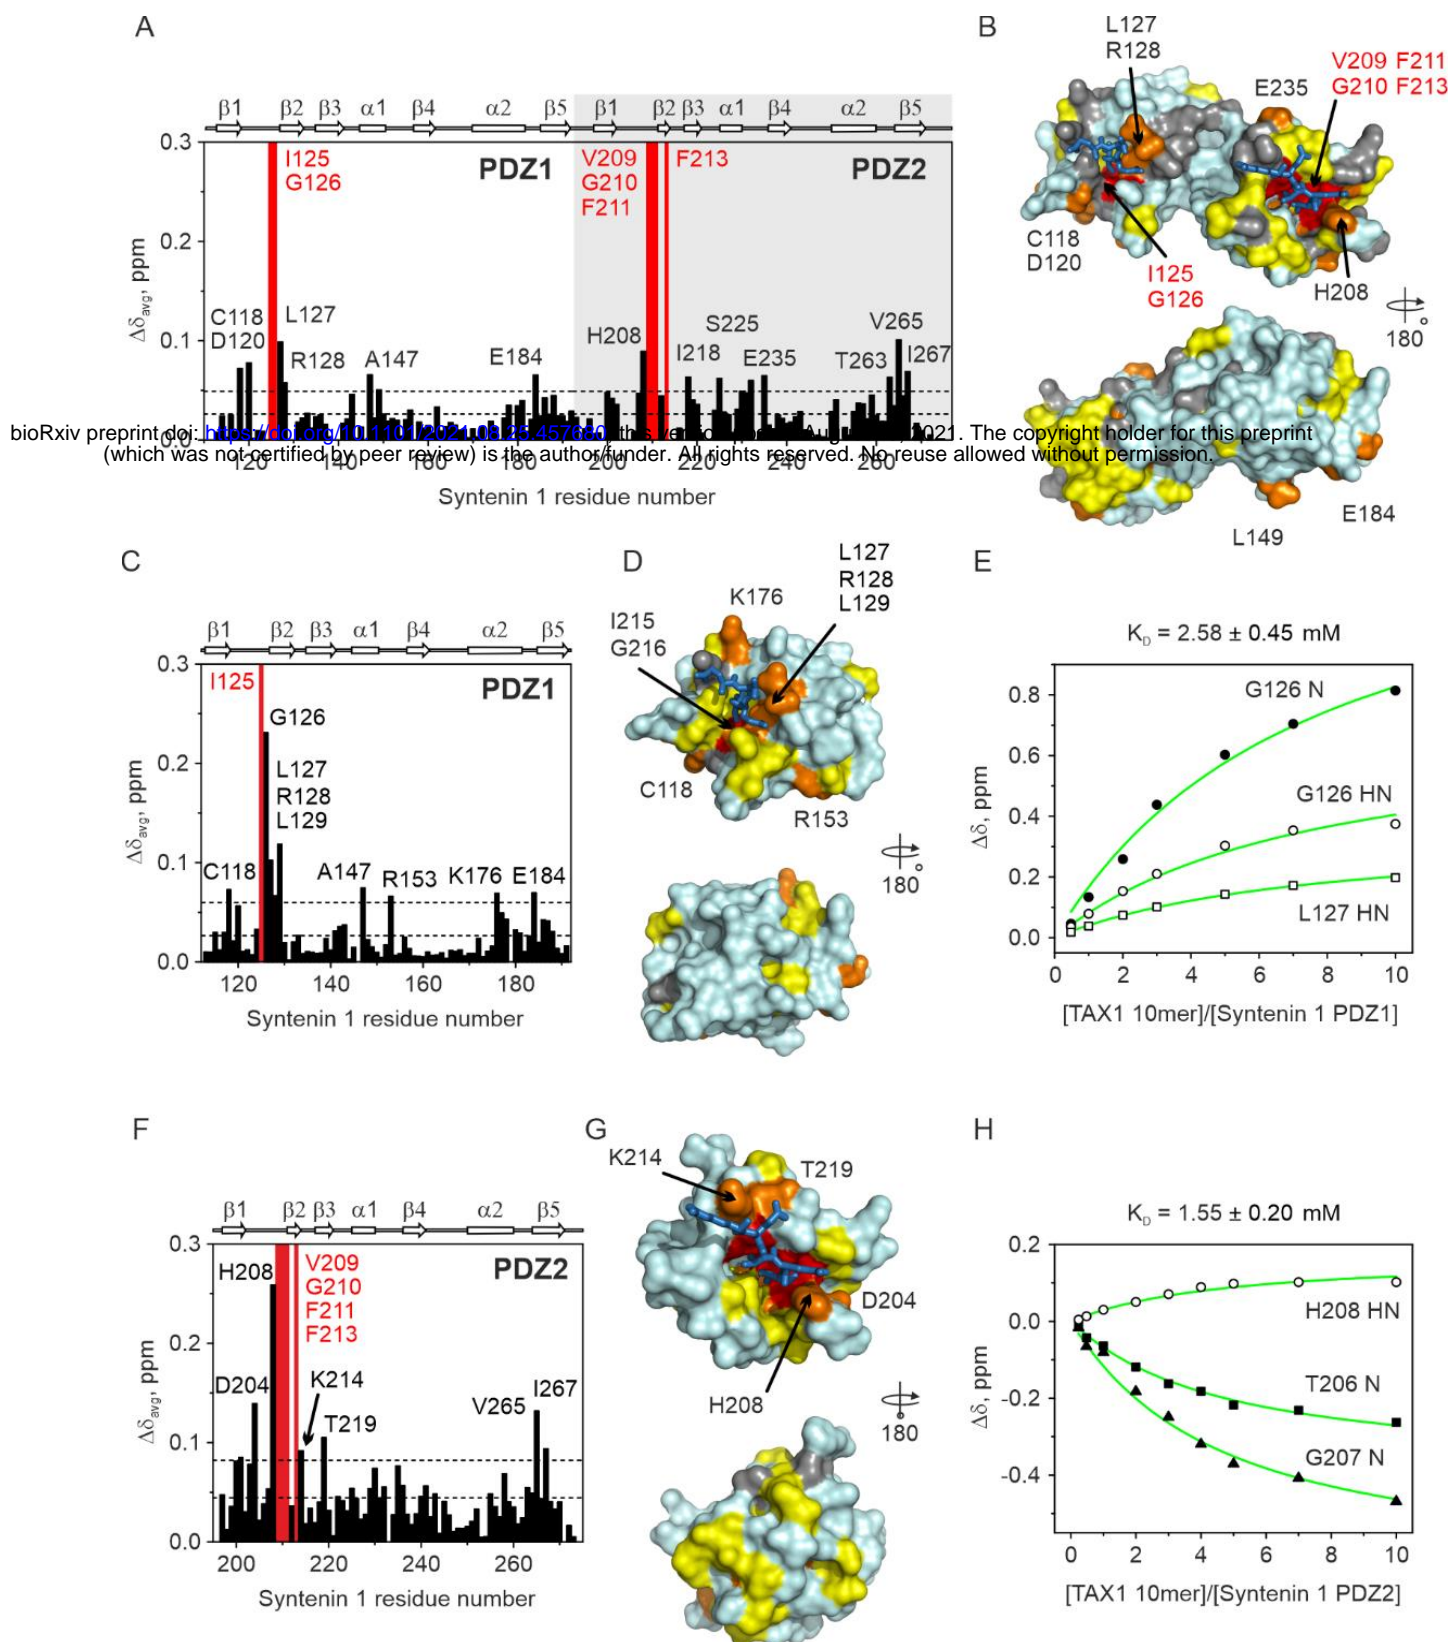 A
β1 β2 β3 α1 β4 α2 β5 β1 β2 β3 α1 β4 α2 β5
0.3
0.2
0.1
0.0
Δδavg, ppm
I125
G126
PDZ1
V209
G210
F211
F213
PDZ2
C118
D120
L127
R128
A147
E184
H208
I218
S225
E235
T263
V265
I267
120 140 160 180 200 220 240 260
Syntenin 1 residue number
bioRxiv preprint doi: https://doi.org/10.1101/2021.08.25.457660; this version posted August 2021. The copyright holder for this preprint
(which was not certified by peer review) is the author/funder. All rights reserved. No reuse allowed without permission.
B
L127
R128
V209 F211
G210 F213
E235
C118
D120
I125
G126
H208
180°
L149
E184
C
β1 β2 β3 α1 β4 α2 β5
0.3
0.2
0.1
0.0
Δδavg, ppm
I125
PDZ1
G126
L127
R128
L129
C118
A147
R153
K176
E184
120 140 160 180
Syntenin 1 residue number
D
L127
R128
L129
K176
I215
G216
C118
R153
180°
E
KD = 2.58 ± 0.45 mM
0.8
0.6
0.4
0.2
0.0
Δδ, ppm
G126 N
G126 HN
L127 HN
0 2 4 6 8 10
[TAX1 10mer]/[Syntenin 1 PDZ1]
F
β1 β2 β3 α1 β4 α2 β5
0.3
0.2
0.1
0.0
Δδavg, ppm
H208
V209
G210
F211
F213
PDZ2
D204
K214
T219
V265
I267
200 220 240 260
Syntenin 1 residue number
G
K214
T219
D204
H208
180°
H
KD = 1.55 ± 0.20 mM
0.2
0.0
-0.2
-0.4
Δδ, ppm
H208 HN
T206 N
G207 N
0 2 4 6 8 10
[TAX1 10mer]/[Syntenin 1 PDZ2]